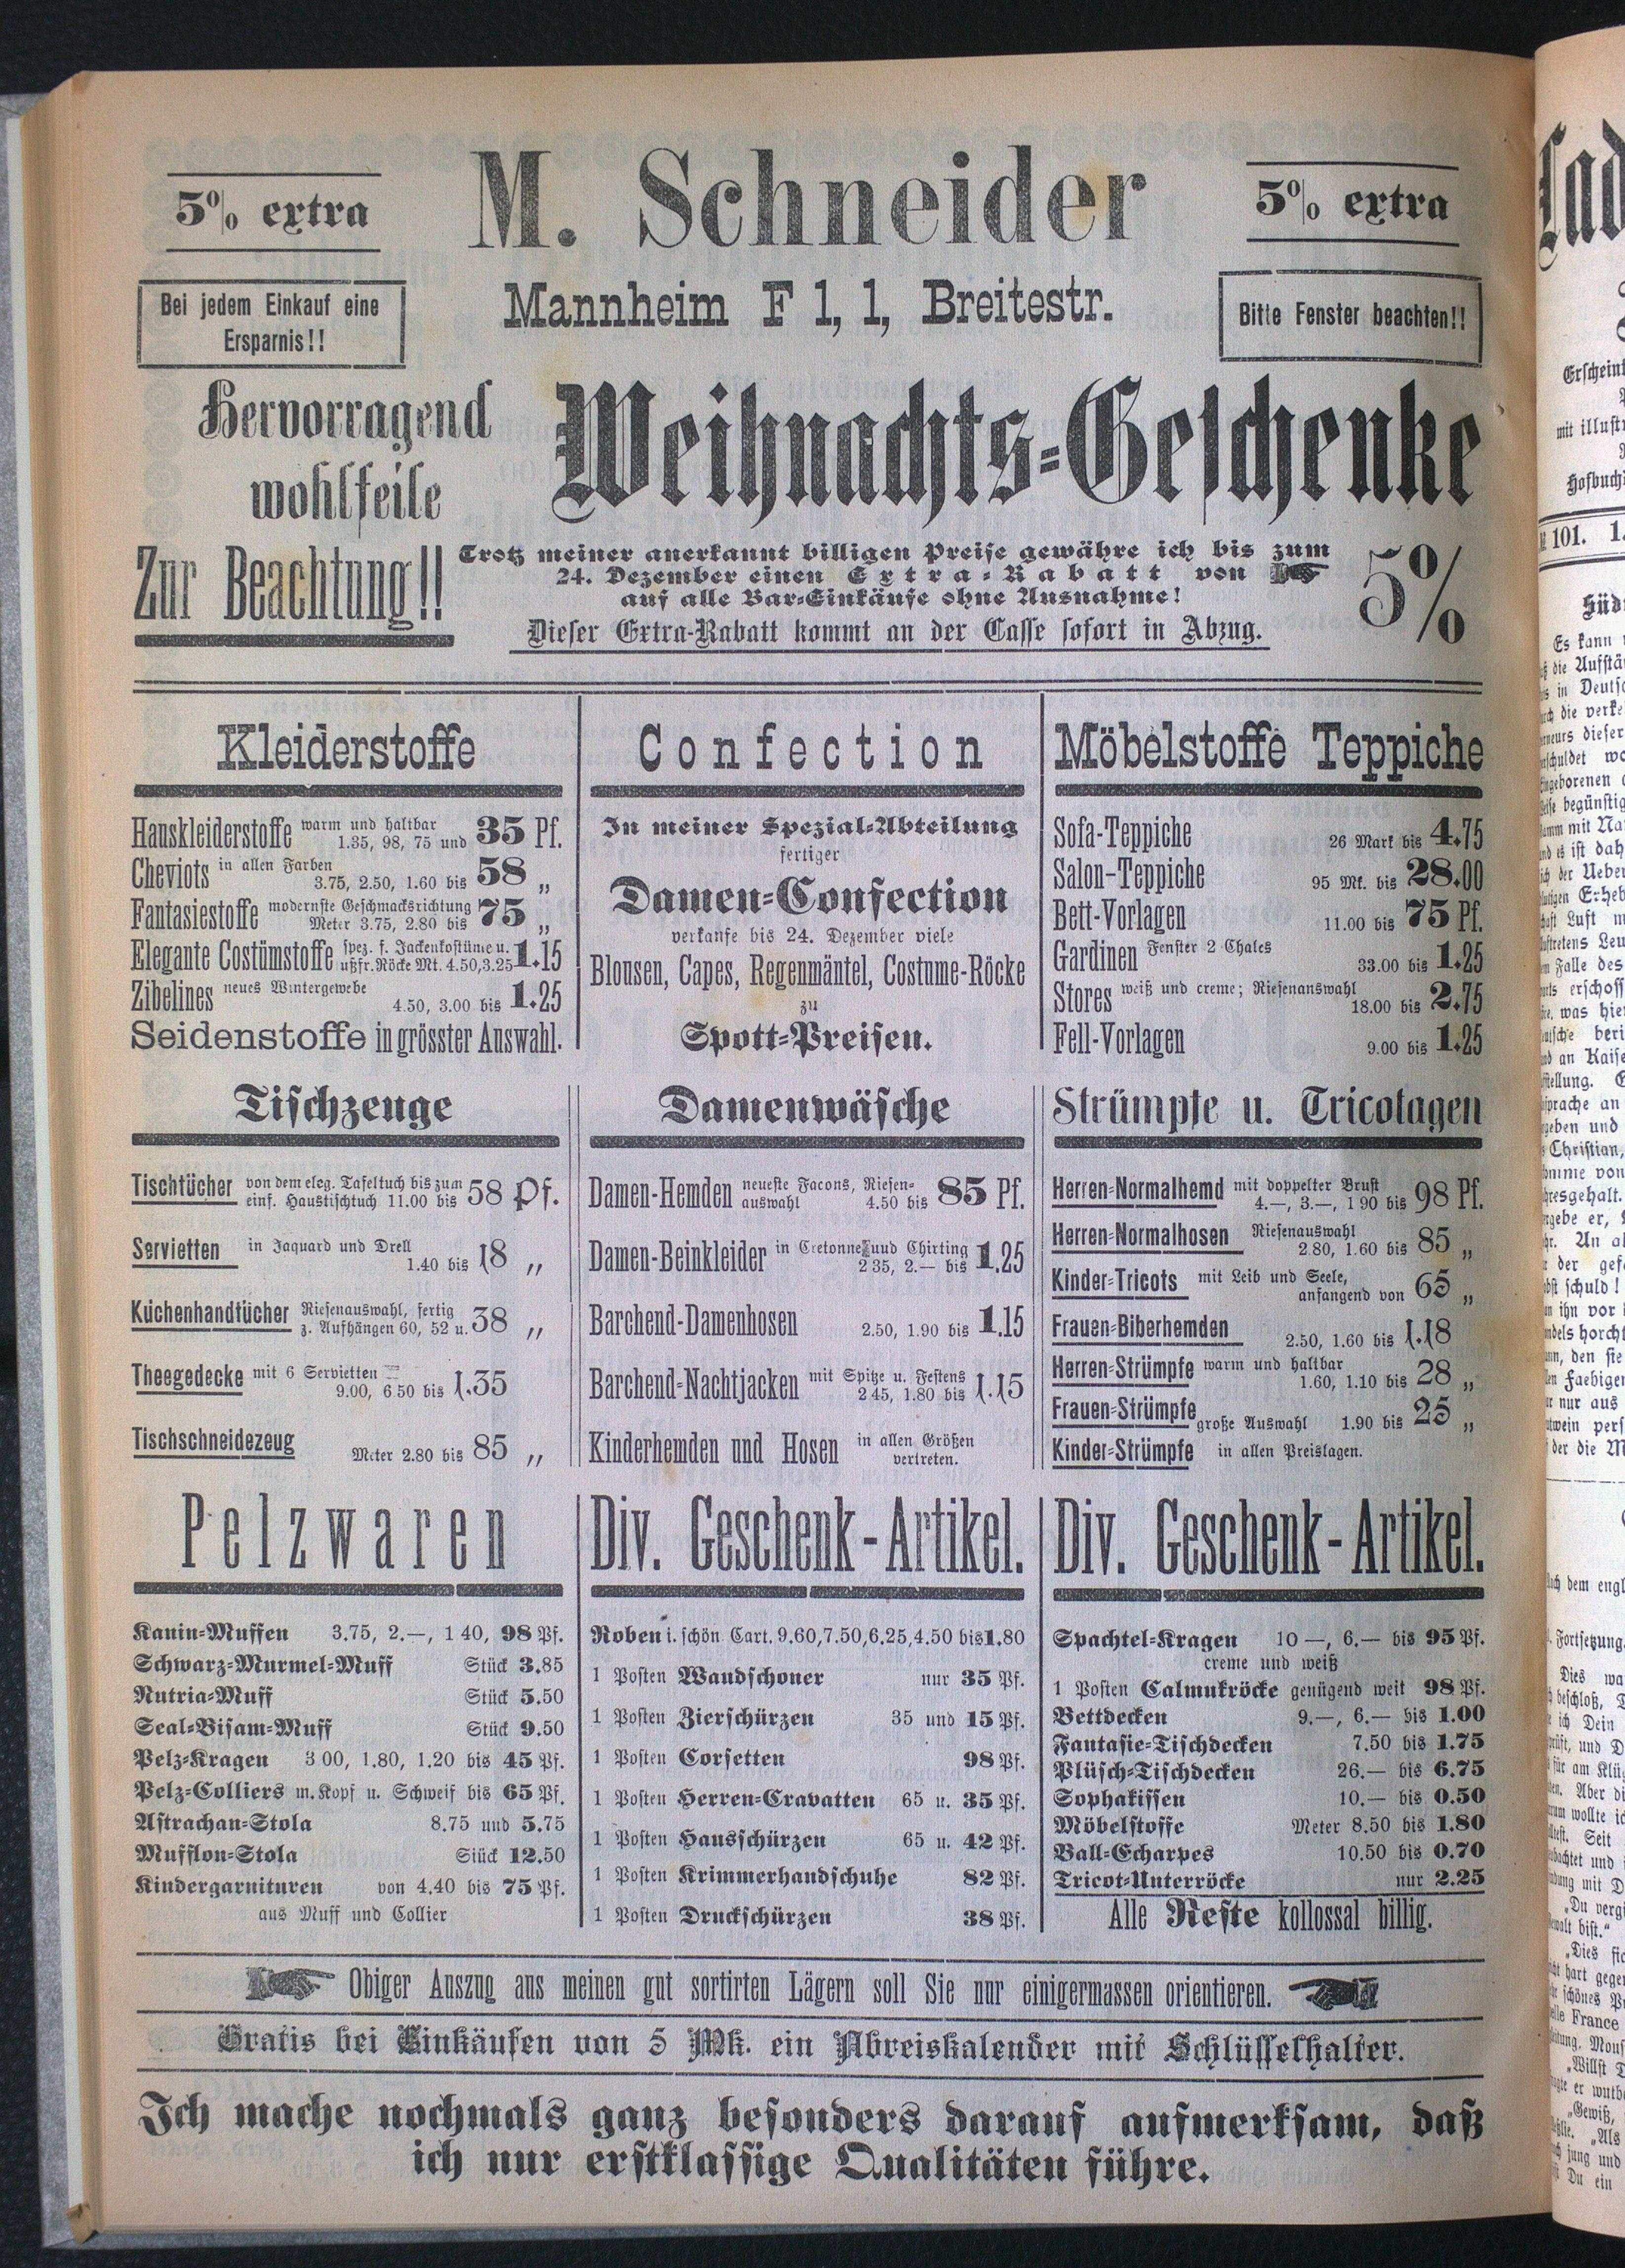 5% extra
M. Schneider
5% extra
Bei jedem Einkauf eine
Ersparnis!!
Mannheim F 1, 1, Breitestr.
Bitte Fenster beachten!!
Hervorragend
wohlfeile
Weihnachts-Geschenke
Zur Beachtung!!
Trotz meiner anerkannt billigen Preise gewähre ich bis zum
24. Dezember einen Extra-Rabatt von
auf alle Bar-Einkäufe ohne Ausnahme!
Dieser Extra-Rabatt kommt an der Casse sofort in Abzug.
5%
Kleiderstoffe
Hauskleiderstoffe warm und haltbar 1.35, 98, 75 und 35 Pf.
Cheviots in allen Farben 3.75, 2.50, 1.60 bis 58 „
Fantasiestoffe modernste Geschmacksrichtung Meter 3.75, 2.80 bis 75 „
Elegante Costümstoffe spez. f. Jackenkostüme u. ußfr. Röcke Mt. 4.50, 3.25 1.15
Zibelines neues Wintergewebe 4.50, 3.00 bis 1.25
Seidenstoffe in grösster Auswahl.
Confection
In meiner Spezial-Abteilung
fertiger
Damen-Confection
verkaufe bis 24. Dezember viele
Blousen, Capes, Regenmäntel, Costume-Röcke
zu
Spott-Preisen.
Möbelstoffe Teppiche
Sofa-Teppiche 26 Mark bis 4.75
Salon-Teppiche 95 Mk. bis 28.00
Bett-Vorlagen 11.00 bis 75 Pf.
Gardinen Fenster 2 Chales 33.00 bis 1.25
Stores weiß und creme; Riesenanswahl 18.00 bis 2.75
Fell-Vorlagen 9.00 bis 1.25
Tischzeuge
Tischtücher von dem eleg. Tafeltuch bis zum einf. Haustischtuch 11.00 bis 58 Pf.
Servietten in Jaquard und Drell 1.40 bis 18 „
Küchenhandtücher Riesenauswahl, fertig z. Aufhängen 60, 52 u. 38 „
Theegedecke mit 6 Servietten 9.00, 6 50 bis 1.35
Tischschneidezeug Meter 2.80 bis 85 „
Damenwäsche
Damen-Hemden neueste Facons, Riesen-auswahl 4.50 bis 85 Pf.
Damen-Beinkleider in Cretonne uud Chirting 2 35, 2.— bis 1.25
Barchend-Damenhosen 2.50, 1.90 bis 1.15
Barchend-Nachtjacken mit Spitze u. Festens 2 45, 1.80 bis 1.15
Kinderhemden und Hosen in allen Größen vertreten.
Strümpfe u. Tricotagen
Herren-Normalhemd mit doppelter Brust 4.—, 3.—, 1 90 bis 98 Pf.
Herren-Normalhosen Riesenauswahl 2.80, 1.60 bis 85 „
Kinder-Tricots mit Leib und Seele, anfangend von 65 „
Frauen-Biberhemden 2.50, 1.60 bis 1.18
Herren-Strümpfe warm und haltbar 1.60, 1.10 bis 28 „
Frauen-Strümpfe große Auswahl 1.90 bis 25 „
Kinder-Strümpfe in allen Preislagen.
Pelzwaren
Kanin-Muffen 3.75, 2.—, 1 40, 98 Pf.
Schwarz-Murmel-Muff Stück 3.85
Nutria-Muff Stück 5.50
Seal-Bisam-Muff Stück 9.50
Pelz-Kragen 3 00, 1.80, 1.20 bis 45 Pf.
Pelz-Colliers m. Kopf u. Schweif bis 65 Pf.
Astrachan-Stola 8.75 und 5.75
Mufflon-Stola Stück 12.50
Kindergarnituren von 4.40 bis 75 Pf.
aus Muff und Collier
Div. Geschenk-Artikel.
Roben i. schön Cart. 9.60, 7.50, 6.25, 4.50 bis 1.80
1 Posten Wandschoner nur 35 Pf.
1 Posten Zierschürzen 35 und 15 Pf.
1 Posten Corsetten 98 Pf.
1 Posten Herren-Cravatten 65 u. 35 Pf.
1 Posten Hausschürzen 65 u. 42 Pf.
1 Posten Krimmerhandschuhe 82 Pf.
1 Posten Druckschürzen 38 Pf.
Div. Geschenk-Artikel.
Spachtel-Kragen 10 —, 6.— bis 95 Pf.
creme und weiß
1 Posten Calmukröcke genügend weit 98 Pf.
Bettdecken 9.—, 6.— bis 1.00
Fantasie-Tischdecken 7.50 bis 1.75
Plüsch-Tischdecken 26.— bis 6.75
Sophakissen 10.— bis 0.50
Möbelstoffe Meter 8.50 bis 1.80
Ball-Echarpes 10.50 bis 0.70
Tricot-Unterröcke nur 2.25
Alle Reste kollossal billig.
Obiger Auszug aus meinen gut sortirten Lägern soll Sie nur einigermassen orientieren.
Gratis bei Einkäufen von 5 Mk. ein Abreiskalender mit Schlüsselhalter.
Ich mache nochmals ganz besonders darauf aufmerksam, daß
ich nur erstklassige Qualitäten führe.